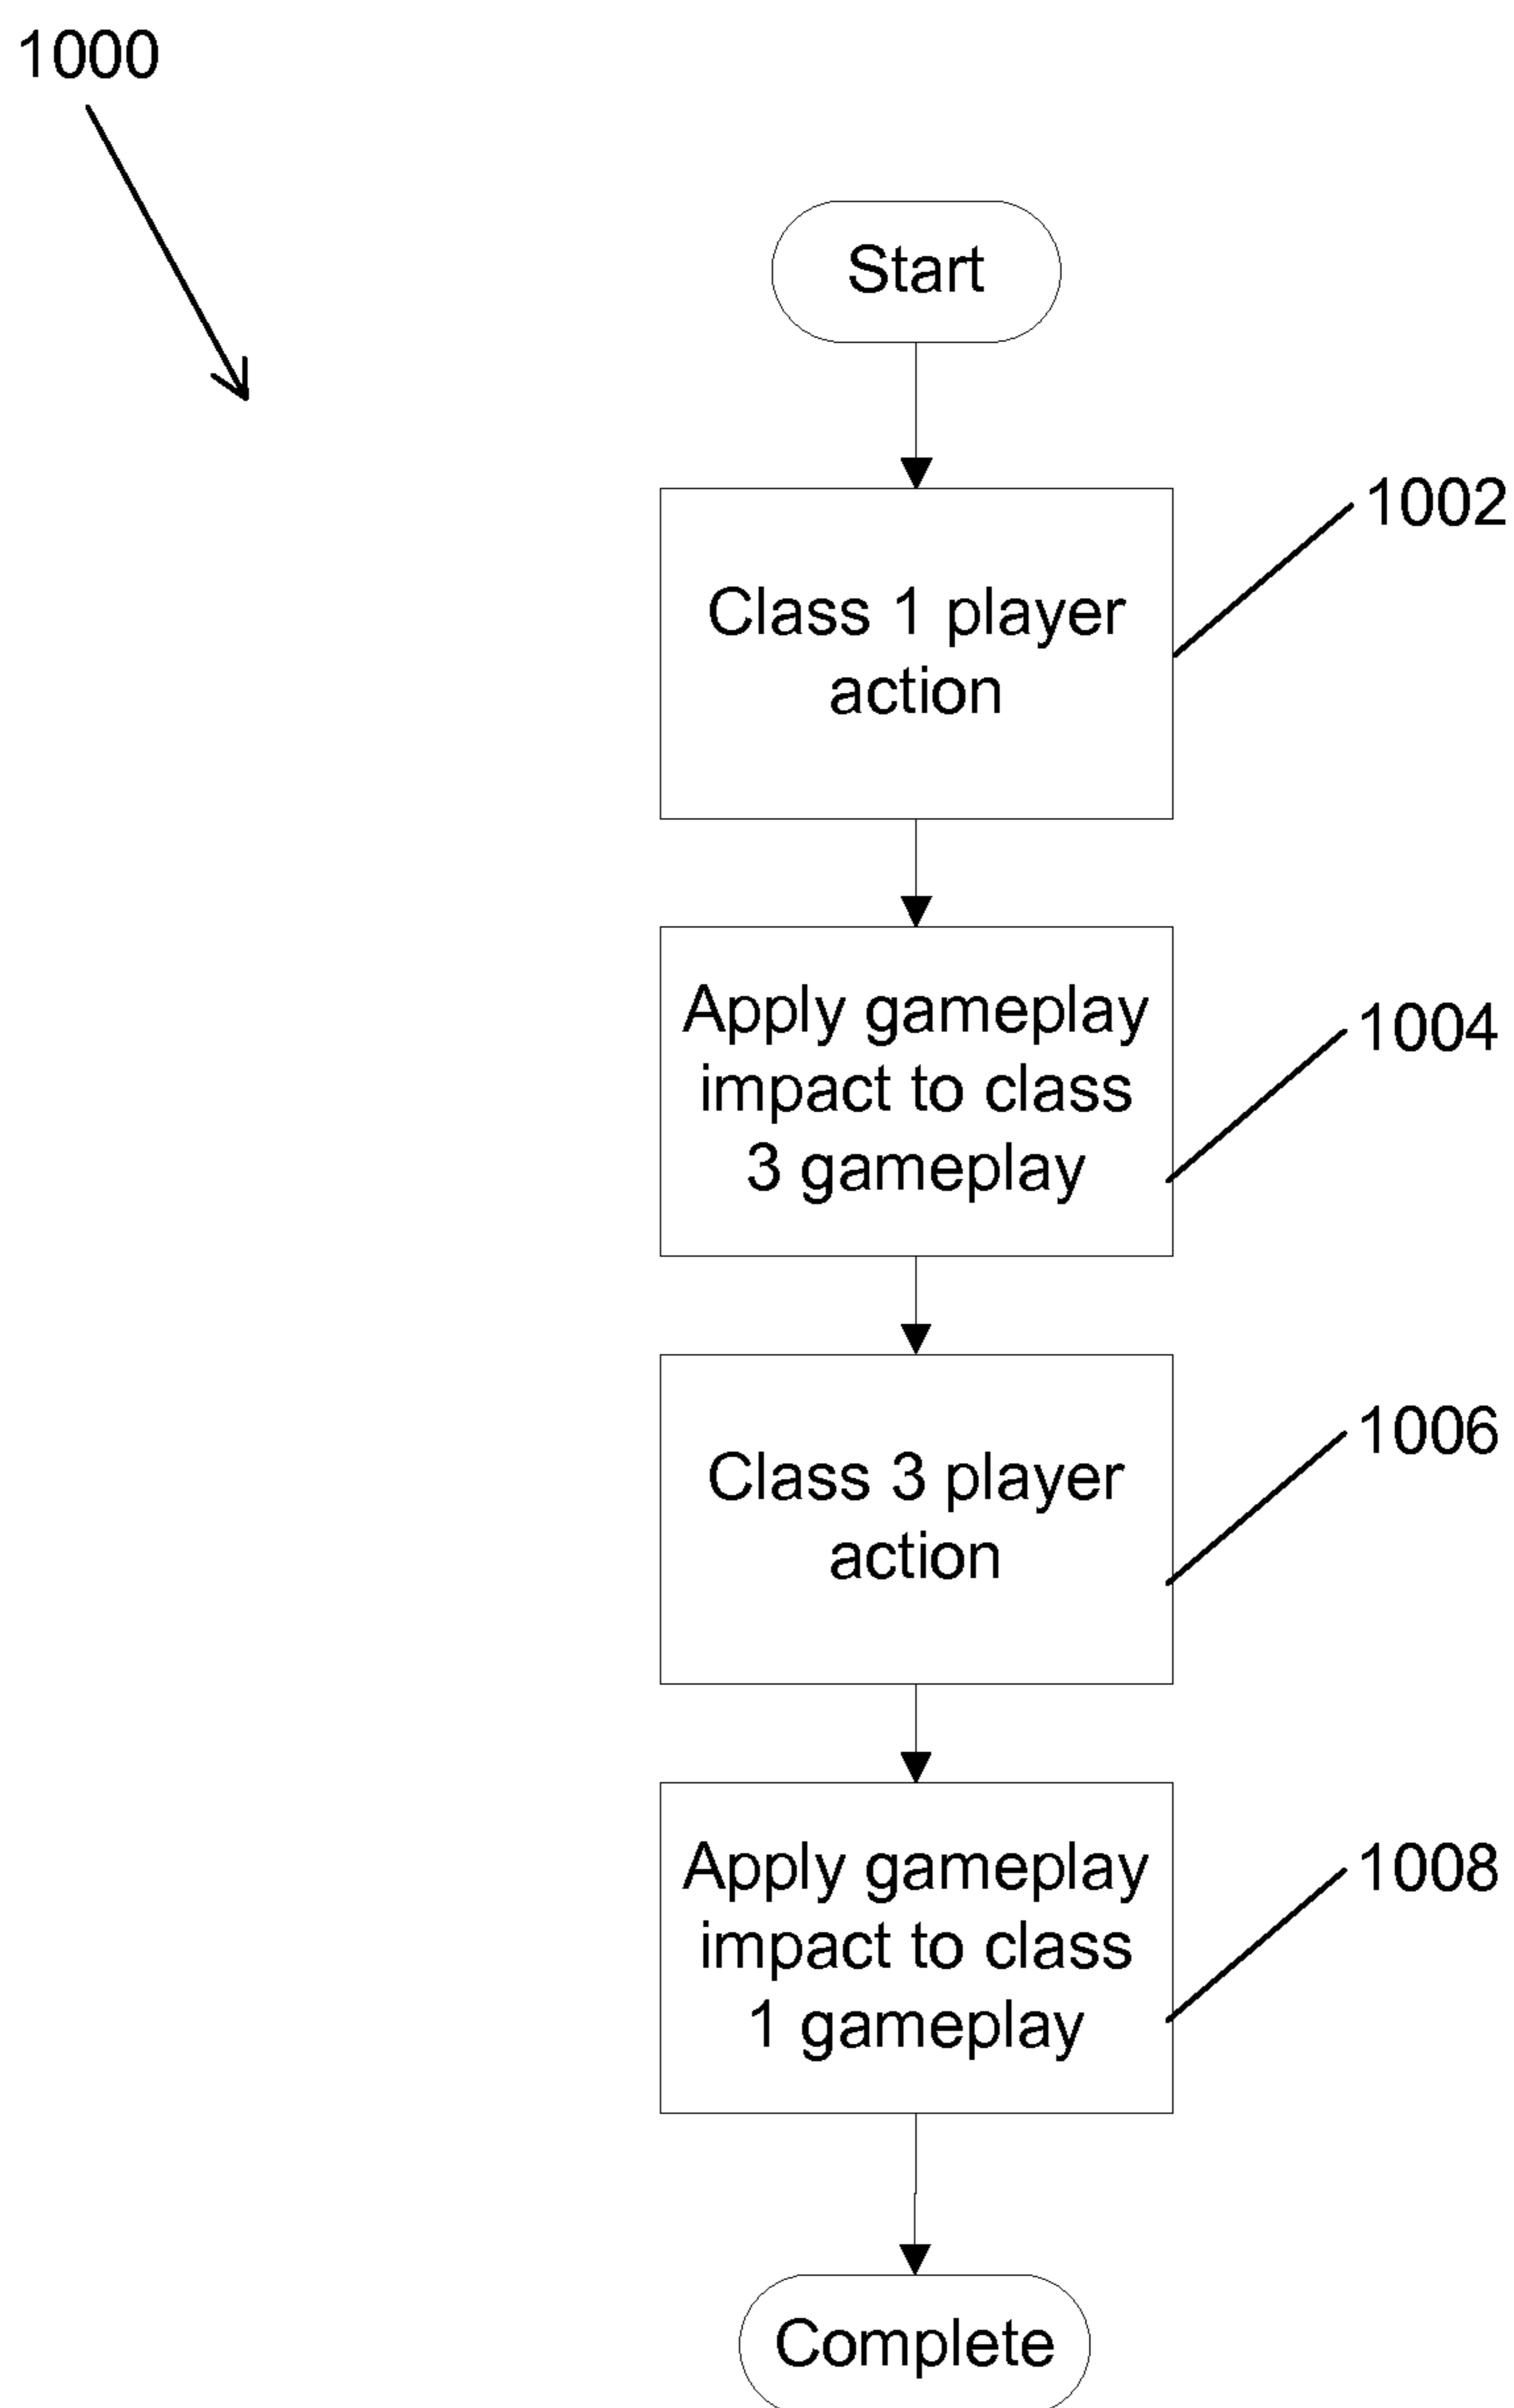 1000
Start
1002
Class 1 player
action
1004
Apply gameplay
impact to class
3 gameplay
1006
Class 3 player
action
1008
Apply gameplay
impact to class
1 gameplay
Complete